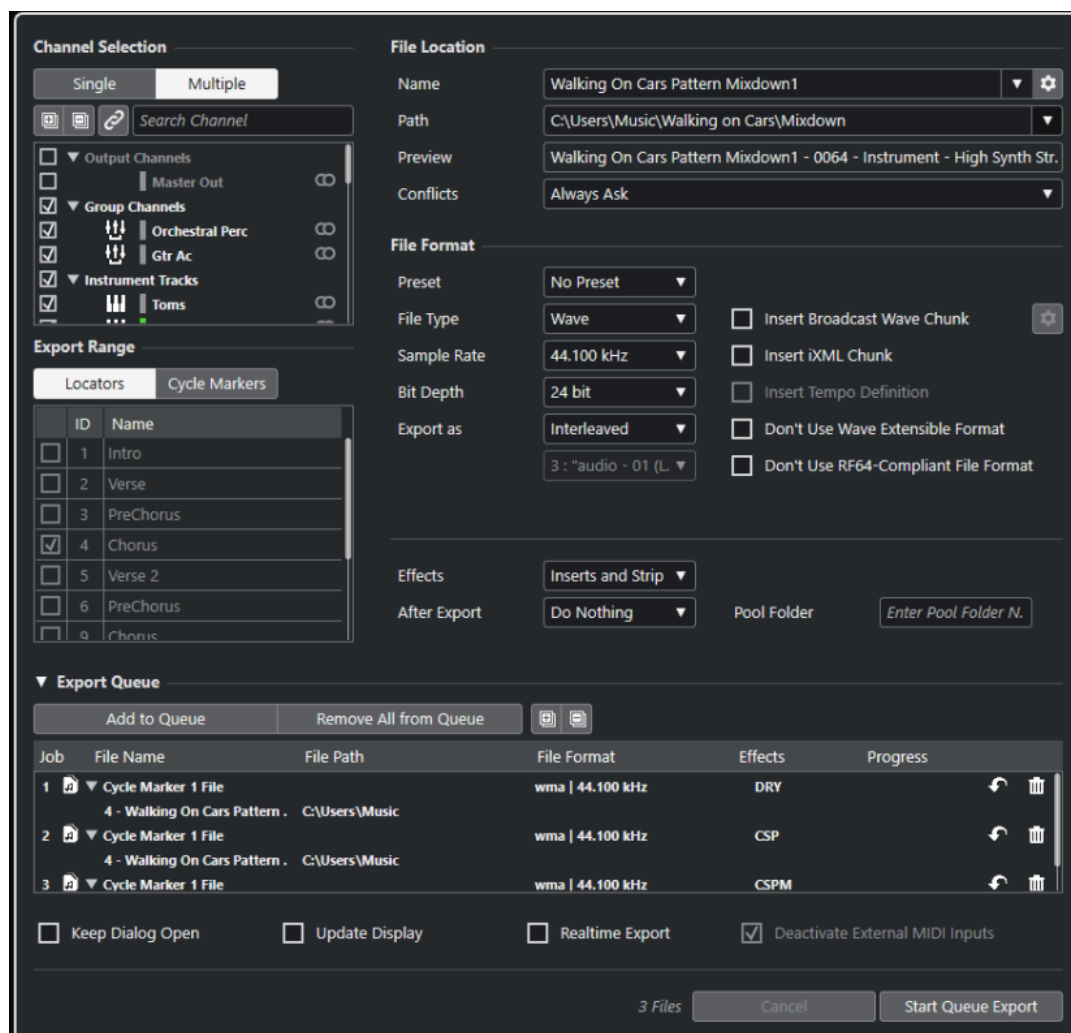 Channel Selection
Single Multiple
Search Channel
Output Channels
Master Out
Group Channels
Orchestral Perc
Gtr Ac
Instrument Tracks
Toms
Export Range
Locators Cycle Markers
ID Name
1 Intro
2 Verse
3 PreChorus
4 Chorus
5 Verse 2
6 PreChorus
9 Chorus
File Location
Name Walking On Cars Pattern Mixdown1
Path C:\Users\Music\Walking on Cars\Mixdown
Preview Walking On Cars Pattern Mixdown1 - 0064 - Instrument - High Synth Str.
Conflicts Always Ask
File Format
Preset No Preset
File Type Wave Insert Broadcast Wave Chunk
Sample Rate 44.100 kHz Insert iXML Chunk
Bit Depth 24 bit Insert Tempo Definition
Export as Interleaved Don't Use Wave Extensible Format
3 : "audio - 01 (L. Don't Use RF64-Compliant File Format
Effects Inserts and Strip
After Export Do Nothing Pool Folder Enter Pool Folder N.
Export Queue
Add to Queue Remove All from Queue
Job File Name File Path File Format Effects Progress
1 Cycle Marker 1 File wma | 44.100 kHz DRY
4 - Walking On Cars Pattern . C:\Users\Music
2 Cycle Marker 1 File wma | 44.100 kHz CSP
4 - Walking On Cars Pattern . C:\Users\Music
3 Cycle Marker 1 File wma | 44.100 kHz CSPM
Keep Dialog Open Update Display Realtime Export Deactivate External MIDI Inputs
3 Files Cancel Start Queue Export